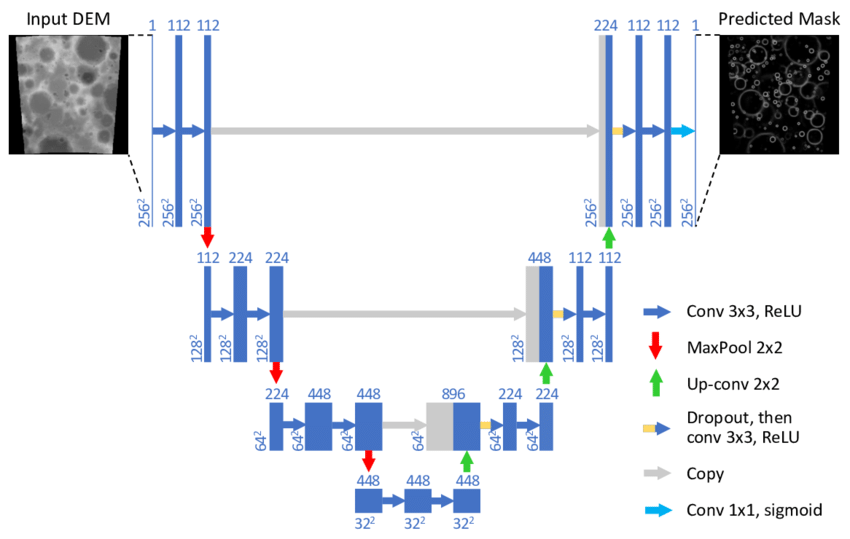 Input DEM
Predicted Mask
1 112 112
224 112 112 1
256² 256² 256² 256² 256² 256² 256²
112 224 224
448 112 112
128² 128² 128² 128² 128² 128²
224 448 448 896 224 224
64² 64² 64² 64² 64² 64²
448 448 448
32² 32² 32²
Conv 3x3, ReLU
MaxPool 2x2
Up-conv 2x2
Dropout, then
conv 3x3, ReLU
Copy
Conv 1x1, sigmoid